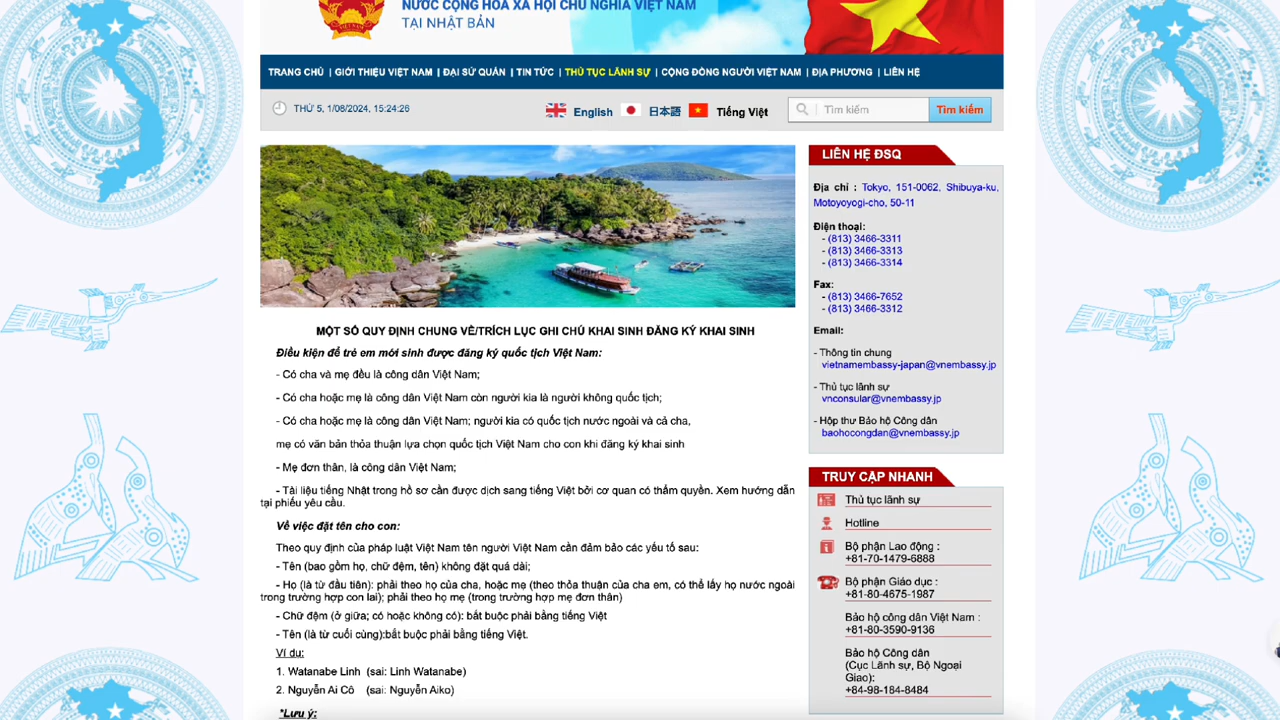 NƯỚC CỘNG HÒA XÃ HỘI CHỦ NGHĨA VIỆT NAM
TẠI NHẬT BẢN
TRANG CHỦ | GIỚI THIỆU VIỆT NAM | ĐẠI SỨ QUÁN | TIN TỨC | THỦ TỤC LÃNH SỰ | CỘNG ĐỒNG NGƯỜI VIỆT NAM | ĐỊA PHƯƠNG | LIÊN HỆ
THỨ 5, 1/08/2024, 15:24:26
English 日本語 Tiếng Việt
Tìm kiếm
Tìm kiếm
MỘT SỐ QUY ĐỊNH CHUNG VỀ/TRÍCH LỤC GHI CHÚ KHAI SINH ĐĂNG KÝ KHAI SINH
Điều kiện để trẻ em mới sinh được đăng ký quốc tịch Việt Nam:
- Có cha và mẹ đều là công dân Việt Nam;
- Có cha hoặc mẹ là công dân Việt Nam còn người kia là người không quốc tịch;
- Có cha hoặc mẹ là công dân Việt Nam; người kia có quốc tịch nước ngoài và cả cha,
mẹ có văn bản thỏa thuận lựa chọn quốc tịch Việt Nam cho con khi đăng ký khai sinh
- Mẹ đơn thân, là công dân Việt Nam;
- Tài liệu tiếng Nhật trong hồ sơ cần được dịch sang tiếng Việt bởi cơ quan có thẩm quyền. Xem hướng dẫn
tại phiếu yêu cầu.
Về việc đặt tên cho con:
Theo quy định của pháp luật Việt Nam tên người Việt Nam cần đảm bảo các yếu tố sau:
- Tên (bao gồm họ, chữ đệm, tên) không đặt quá dài;
- Họ (là từ đầu tiên): phải theo họ của cha, hoặc mẹ (theo thỏa thuận của cha em, có thể lấy họ nước ngoài
trong trường hợp con lai); phải theo họ mẹ (trong trường hợp mẹ đơn thân)
- Chữ đệm (ở giữa; có hoặc không có): bắt buộc phải bằng tiếng Việt
- Tên (là từ cuối cùng):bắt buộc phải bằng tiếng Việt.
Ví dụ:
1. Watanabe Linh (sai: Linh Watanabe)
2. Nguyễn Ai Cô (sai: Nguyễn Aiko)
*Lưu ý:
LIÊN HỆ ĐSQ
Địa chỉ : Tokyo, 151-0062, Shibuya-ku,
Motoyoyogi-cho, 50-11
Điện thoại:
- (813) 3466-3311
- (813) 3466-3313
- (813) 3466-3314
Fax:
- (813) 3466-7652
- (813) 3466-3312
Email:
- Thông tin chung
vietnamembassy-japan@vnembassy.jp
- Thủ tục lãnh sự
vnconsular@vnembassy.jp
- Hộp thư Bảo hộ Công dân
baohocongdan@vnembassy.jp
TRUY CẬP NHANH
Thủ tục lãnh sự
Hotline
Bộ phận Lao động :
+81-70-1479-6888
Bộ phận Giáo dục :
+81-80-4675-1987
Bảo hộ công dân Việt Nam :
+81-80-3590-9136
Bảo hộ Công dân
(Cục Lãnh sự, Bộ Ngoại
Giao):
+84-98-184-8484